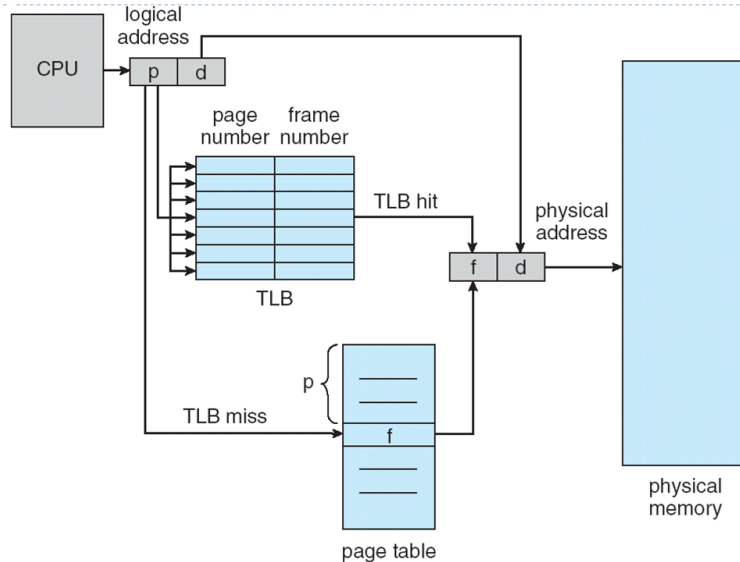 logical
address
CPU
p
d
page
number
frame
number
TLB hit
physical
address
f
d
TLB
p
TLB miss
f
physical
memory
page table